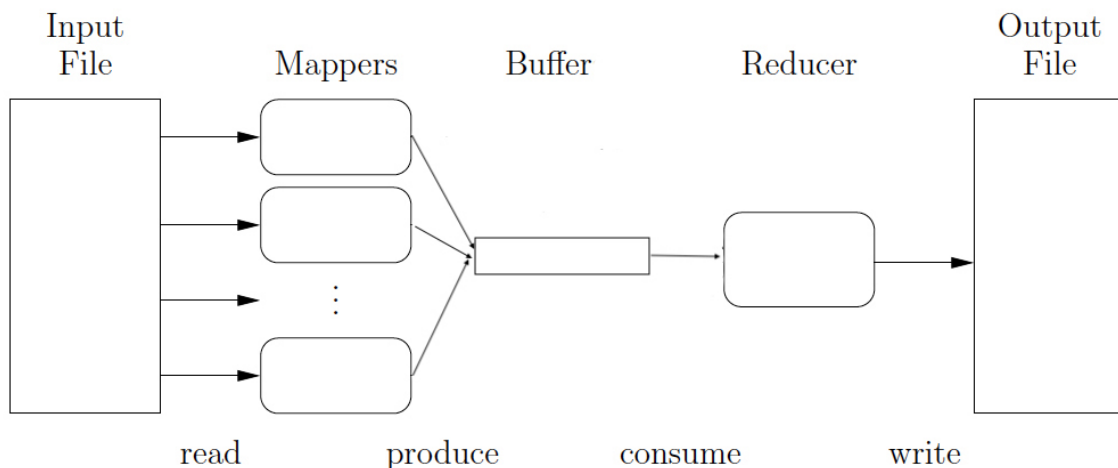 Input
File
Mappers
Buffer
Reducer
Output
File
read
produce
consume
write